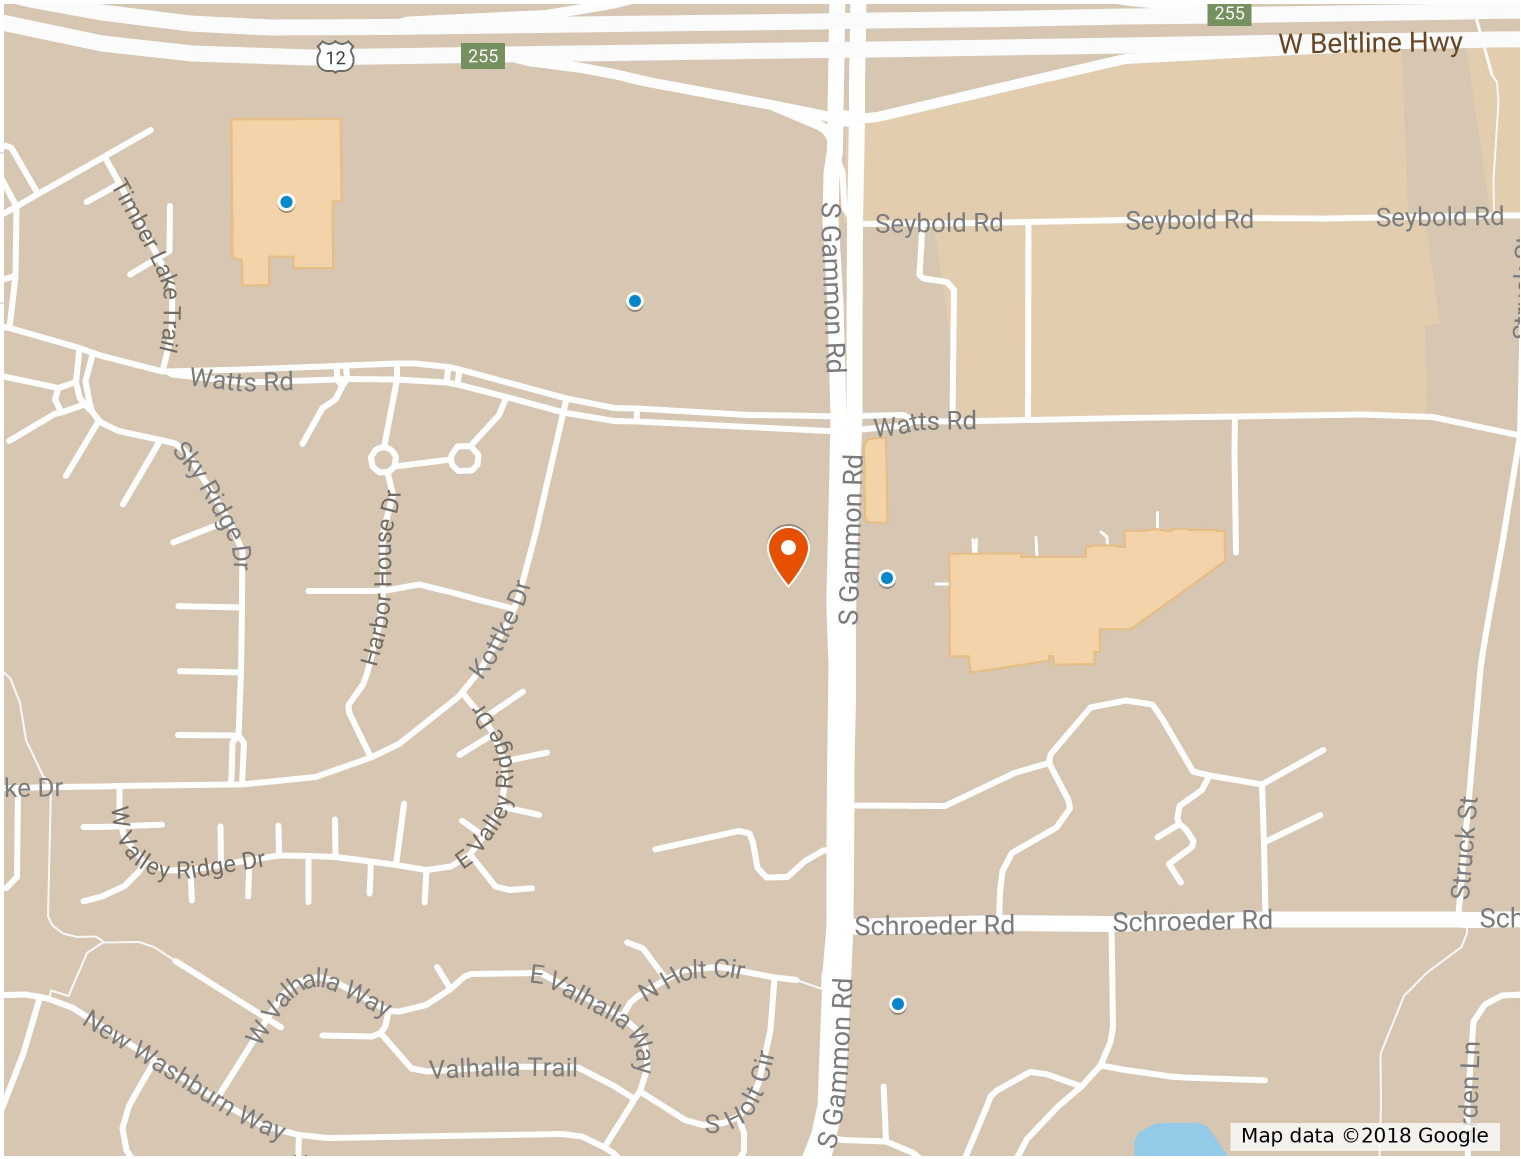 255
12
255
W Beltline Hwy
Timber Lake Trail
S Gammon Rd
Seybold Rd
Seybold Rd
Seybold Rd
Watts Rd
Watts Rd
Sky Ridge Dr
Harbor House Dr
S Gammon Rd
Kottke Dr
ke Dr
E Valley Ridge Dr
W Valley Ridge Dr
Struck St
Schroeder Rd
Schroeder Rd
Sch
W Valhalla Way
E Valhalla Way
N Holt Cir
New Washburn Way
Valhalla Trail
S Holt Cir
S Gammon Rd
rden Ln
Map data ©2018 Google